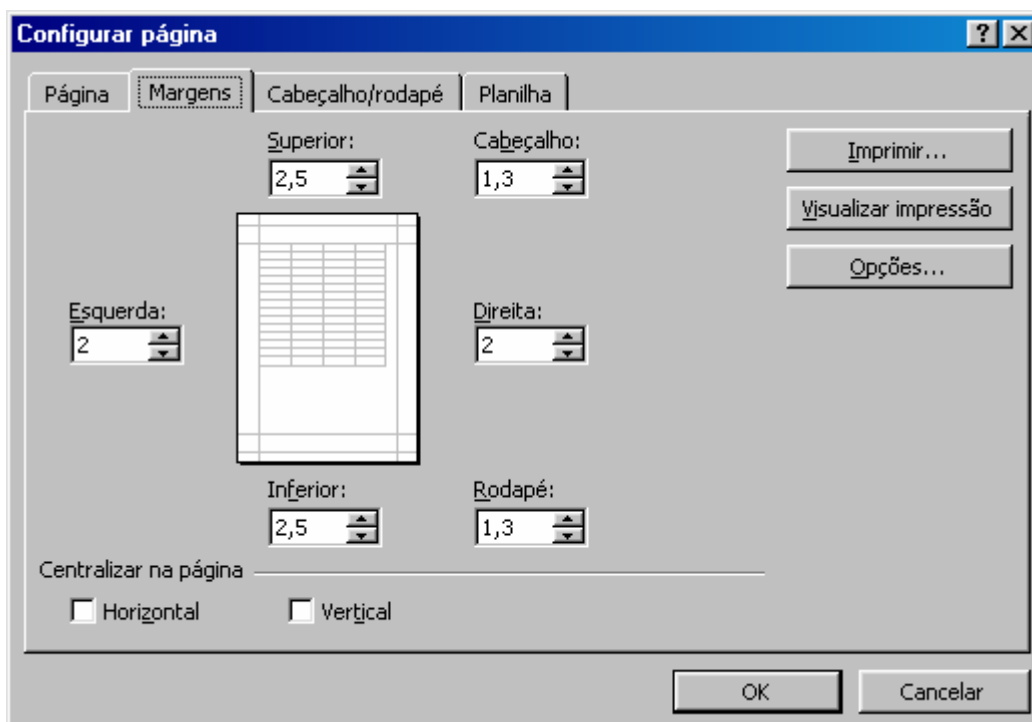 Configurar página
Página Margens Cabeçalho/rodapé Planilha
Superior: Cabeçalho:
2,5 1,3
Imprimir...
Visualizar impressão
Opções...
Esquerda: Direita:
2 2
Inferior: Rodapé:
2,5 1,3
Centralizar na página
Horizontal Vertical
OK Cancelar